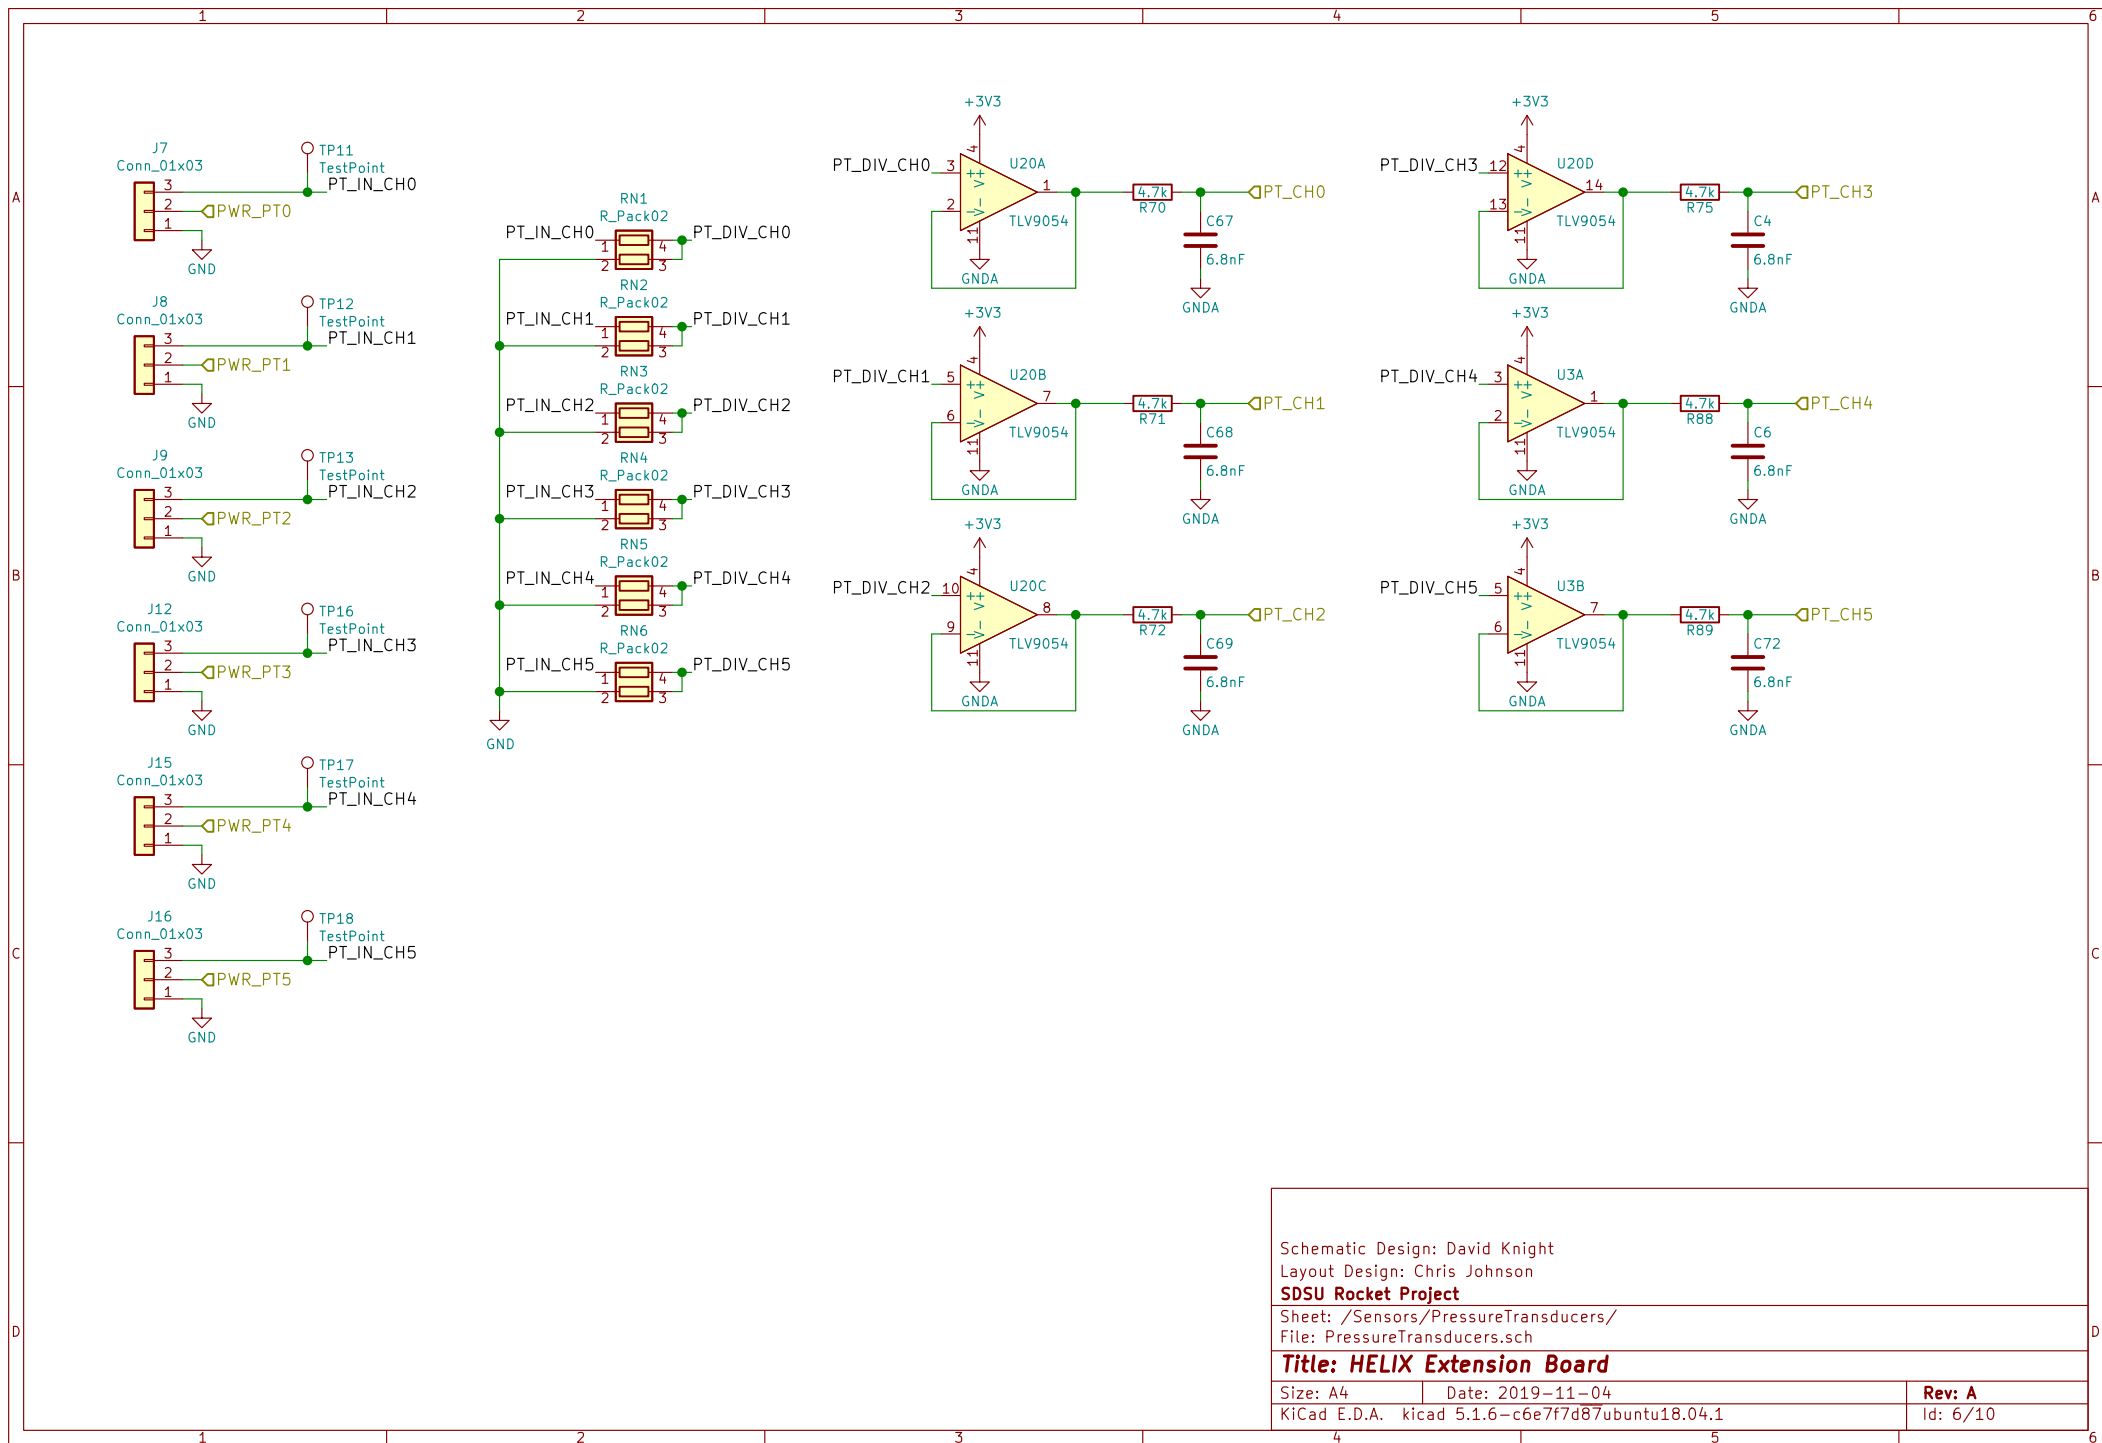 1 2 3 4 5 6
A
B
C
D
A
B
C
D
J7
Conn_01x03
3
2
1
PWR_PT0
GND
TP11
TestPoint
PT_IN_CH0
J8
Conn_01x03
3
2
1
PWR_PT1
GND
TP12
TestPoint
PT_IN_CH1
J9
Conn_01x03
3
2
1
PWR_PT2
GND
TP13
TestPoint
PT_IN_CH2
J12
Conn_01x03
3
2
1
PWR_PT3
GND
TP16
TestPoint
PT_IN_CH3
J15
Conn_01x03
3
2
1
PWR_PT4
GND
TP17
TestPoint
PT_IN_CH4
J16
Conn_01x03
3
2
1
PWR_PT5
GND
TP18
TestPoint
PT_IN_CH5
RN1
R_Pack02
PT_IN_CH0 1 4 PT_DIV_CH0
2 3
RN2
R_Pack02
PT_IN_CH1 1 4 PT_DIV_CH1
2 3
RN3
R_Pack02
PT_IN_CH2 1 4 PT_DIV_CH2
2 3
RN4
R_Pack02
PT_IN_CH3 1 4 PT_DIV_CH3
2 3
RN5
R_Pack02
PT_IN_CH4 1 4 PT_DIV_CH4
2 3
RN6
R_Pack02
PT_IN_CH5 1 4 PT_DIV_CH5
2 3
GND
+3V3
PT_DIV_CH0 3 + V+ 4 U20A
2 - V- 11 1 TLV9054
GNDA
4.7k
R70
PT_CH0
C67
6.8nF
GNDA
+3V3
PT_DIV_CH1 5 + V+ 4 U20B
6 - V- 11 7 TLV9054
GNDA
4.7k
R71
PT_CH1
C68
6.8nF
GNDA
+3V3
PT_DIV_CH2 10 + V+ 4 U20C
9 - V- 11 8 TLV9054
GNDA
4.7k
R72
PT_CH2
C69
6.8nF
GNDA
+3V3
PT_DIV_CH3 12 + V+ 4 U20D
13 - V- 11 14 TLV9054
GNDA
4.7k
R75
PT_CH3
C4
6.8nF
GNDA
+3V3
PT_DIV_CH4 3 + V+ 4 U3A
2 - V- 11 1 TLV9054
GNDA
4.7k
R88
PT_CH4
C6
6.8nF
GNDA
+3V3
PT_DIV_CH5 5 + V+ 4 U3B
6 - V- 11 7 TLV9054
GNDA
4.7k
R89
PT_CH5
C72
6.8nF
GNDA
Schematic Design: David Knight
Layout Design: Chris Johnson
SDSU Rocket Project
Sheet: /Sensors/PressureTransducers/
File: PressureTransducers.sch
Title: HELIX Extension Board
Size: A4 Date: 2019-11-04 Rev: A
KiCad E.D.A. kicad 5.1.6-c6e7f7d87ubuntu18.04.1 Id: 6/10
1 2 3 4 5 6